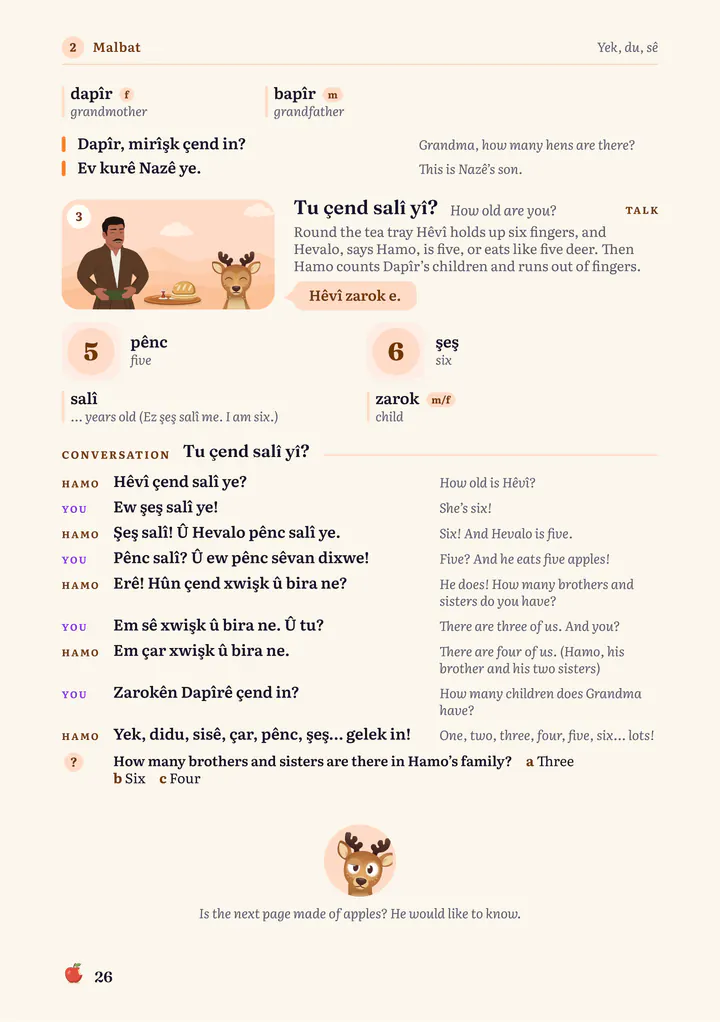 2 Malbat Yek, du, sê
dapîr f bapîr m
grandmother grandfather
Dapîr, mirîşk çend in? Grandma, how many hens are there?
Ev kurê Nazê ye. This is Nazê’s son.
3
Tu çend salî yî? How old are you? TALK
Round the tea tray Hêvî holds up six fingers, and
Hevalo, says Hamo, is five, or eats like five deer. Then
Hamo counts Dapîr’s children and runs out of fingers.
Hêvî zarok e.
5 pênc 6 şeş
five six
salî zarok m/f
... years old (Ez şeş salî me. I am six.) child
CONVERSATION Tu çend salî yî?
HAMO Hêvî çend salî ye? How old is Hêvî?
YOU Ew şeş salî ye! She’s six!
HAMO Şeş salî! Û Hevalo pênc salî ye. Six! And Hevalo is five.
YOU Pênc salî? Û ew pênc sêvan dixwe! Five? And he eats five apples!
HAMO Erê! Hûn çend xwişk û bira ne? He does! How many brothers and
sisters do you have?
YOU Em sê xwişk û bira ne. Û tu? There are three of us. And you?
HAMO Em çar xwişk û bira ne. There are four of us. (Hamo, his
brother and his two sisters)
YOU Zarokên Dapîrê çend in? How many children does Grandma
have?
HAMO Yek, didu, sisê, çar, pênc, şeş... gelek in! One, two, three, four, five, six... lots!
? How many brothers and sisters are there in Hamo’s family? a Three
b Six c Four
Is the next page made of apples? He would like to know.
26